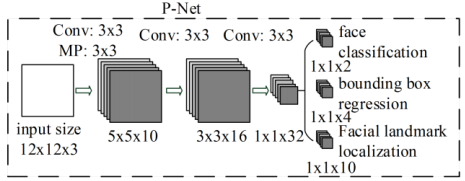 P-Net
Conv: 3x3
MP: 3x3
Conv: 3x3
Conv: 3x3
face
classification
1x1x2
bounding box
regression
1x1x4
Facial landmark
localization
1x1x10
input size
12x12x3
5x5x10
3x3x16
1x1x32